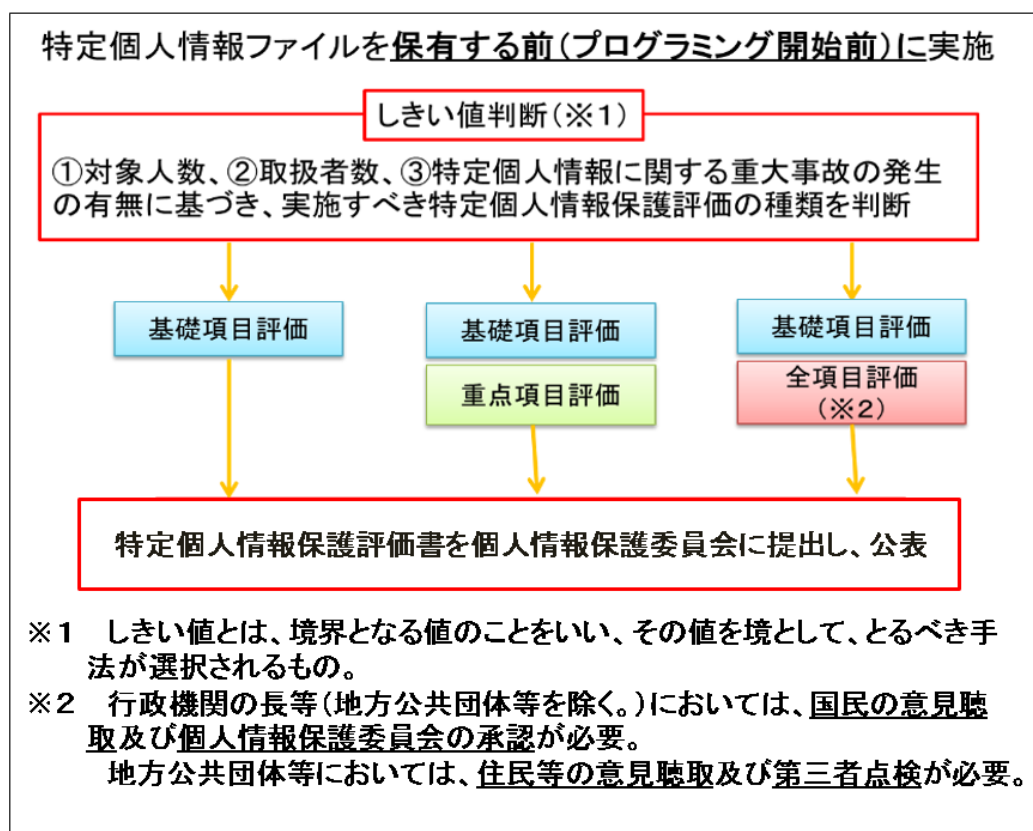 特定個人情報ファイルを保有する前（プログラミング開始前）に実施
しきい値判断（※１）
①対象人数、②取扱者数、③特定個人情報に関する重大事故の発生
の有無に基づき、実施すべき特定個人情報保護評価の種類を判断
基礎項目評価
基礎項目評価
重点項目評価
基礎項目評価
全項目評価
（※２）
特定個人情報保護評価書を個人情報保護委員会に提出し、公表
※１　しきい値とは、境界となる値のことをいい、その値を境として、とるべき手
法が選択されるもの。
※２　行政機関の長等（地方公共団体等を除く。）においては、国民の意見聴
取及び個人情報保護委員会の承認が必要。
地方公共団体等においては、住民等の意見聴取及び第三者点検が必要。